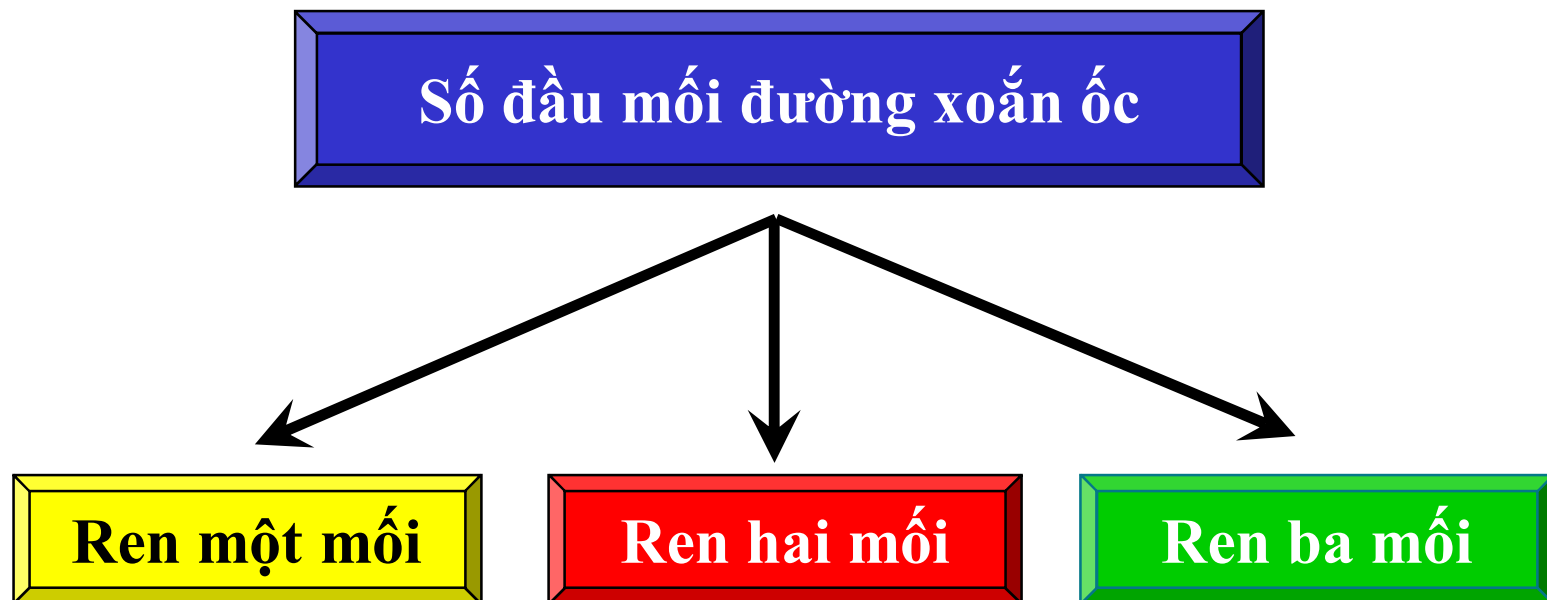 Số đầu mối đường xoắn ốc
Ren một mối
Ren hai mối
Ren ba mối